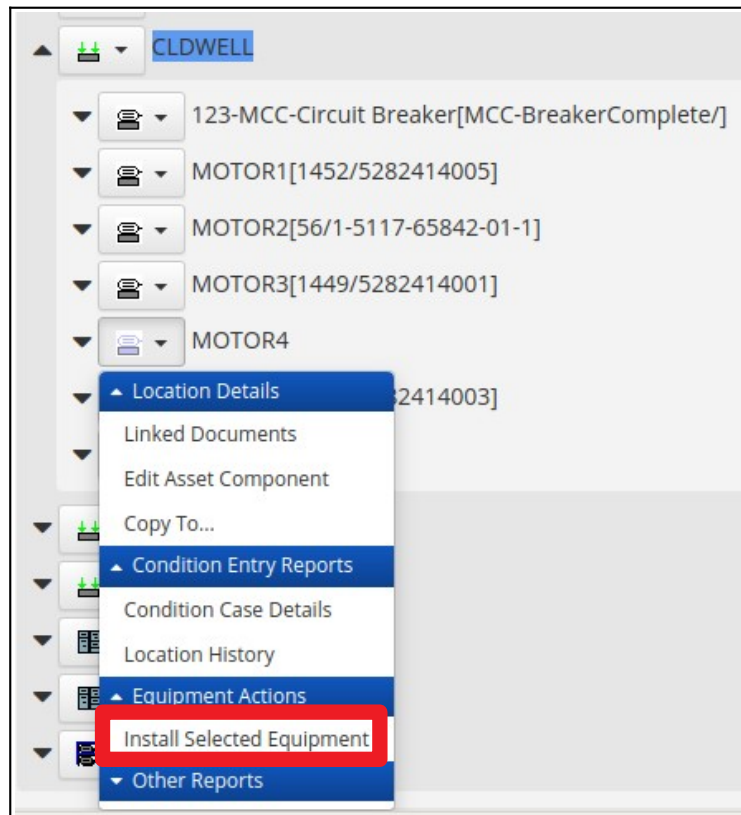 CLDWELL
123-MCC-Circuit Breaker[MCC-BreakerComplete/]
MOTOR1[1452/5282414005]
MOTOR2[56/1-5117-65842-01-1]
MOTOR3[1449/5282414001]
MOTOR4
Location Details
2414003]
Linked Documents
Edit Asset Component
Copy To...
Condition Entry Reports
Condition Case Details
Location History
Equipment Actions
Install Selected Equipment
Other Reports